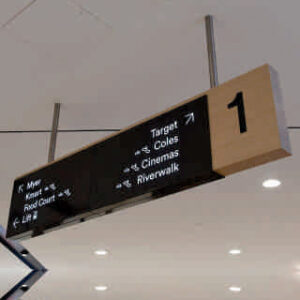 Myer
Kmart
Food Court
Lift
Target
Coles
Cinemas
Riverwalk
1